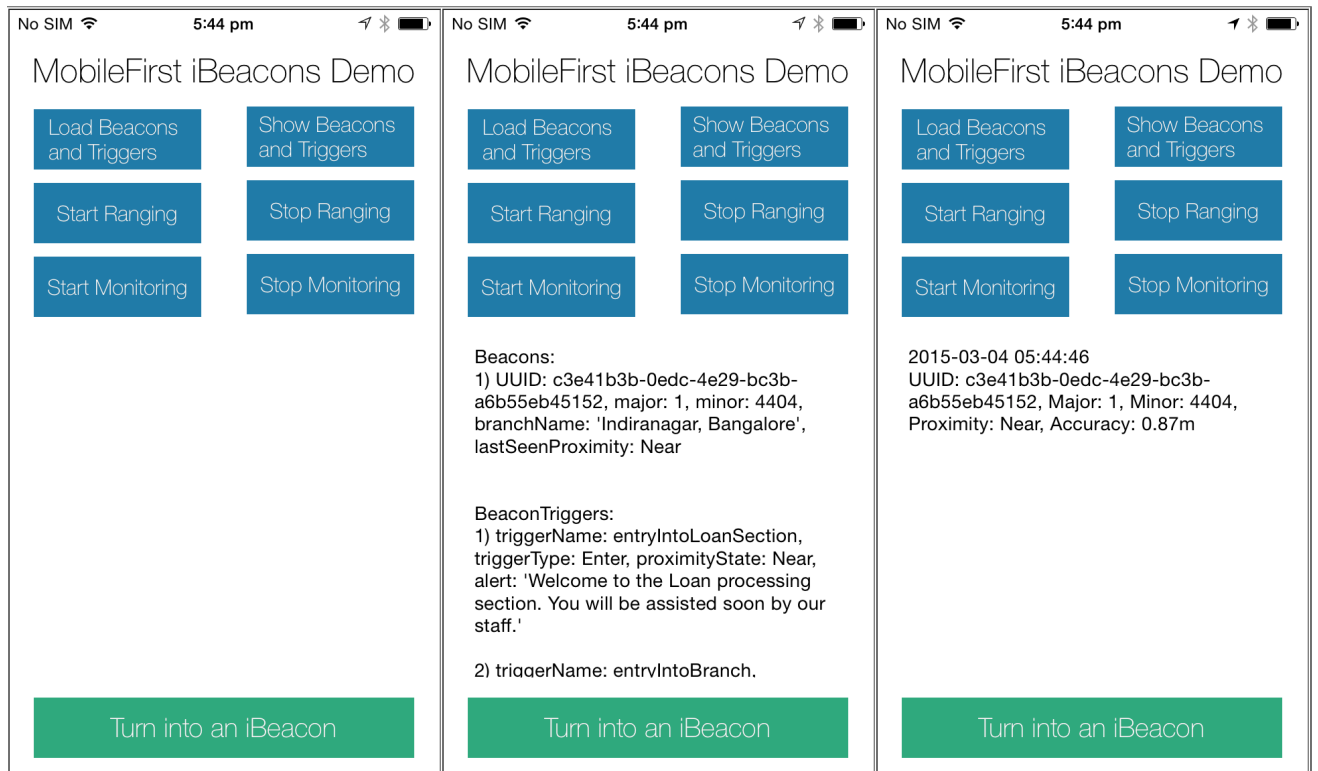 No SIM 5:44 pm
MobileFirst iBeacons Demo
Load Beacons
and Triggers
Show Beacons
and Triggers
Start Ranging
Stop Ranging
Start Monitoring
Stop Monitoring
Turn into an iBeacon
No SIM 5:44 pm
MobileFirst iBeacons Demo
Load Beacons
and Triggers
Show Beacons
and Triggers
Start Ranging
Stop Ranging
Start Monitoring
Stop Monitoring
Beacons:
1) UUID: c3e41b3b-0edc-4e29-bc3b-
a6b55eb45152, major: 1, minor: 4404,
branchName: 'Indiranagar, Bangalore',
lastSeenProximity: Near
BeaconTriggers:
1) triggerName: entryIntoLoanSection,
triggerType: Enter, proximityState: Near,
alert: 'Welcome to the Loan processing
section. You will be assisted soon by our
staff.'
2) triggerName: entryIntoBranch,
Turn into an iBeacon
No SIM 5:44 pm
MobileFirst iBeacons Demo
Load Beacons
and Triggers
Show Beacons
and Triggers
Start Ranging
Stop Ranging
Start Monitoring
Stop Monitoring
2015-03-04 05:44:46
UUID: c3e41b3b-0edc-4e29-bc3b-
a6b55eb45152, Major: 1, Minor: 4404,
Proximity: Near, Accuracy: 0.87m
Turn into an iBeacon